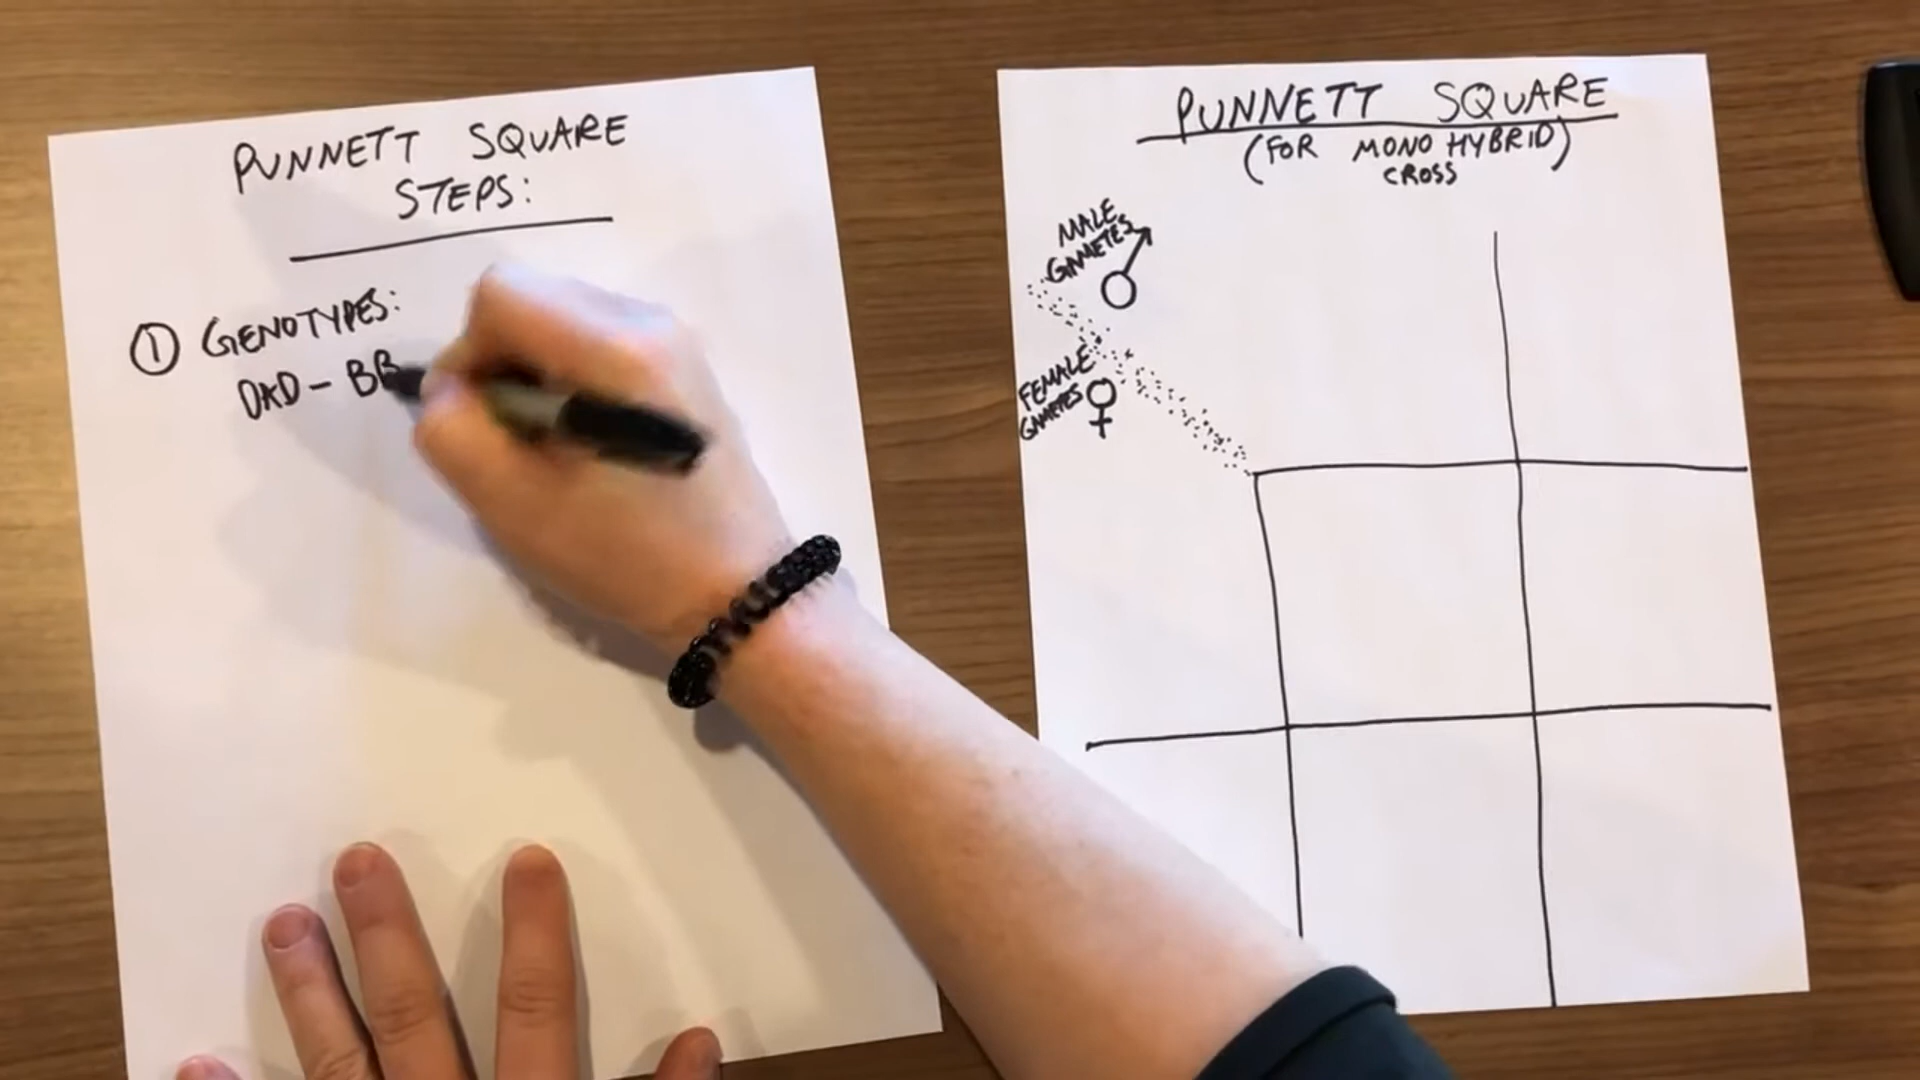 PUNNETT SQUARE
STEPS:
① GENOTYPES:
DAD - BB
PUNNETT SQUARE
(FOR MONO HYBRID)
CROSS
MALE
GAMETES
♂
FEMALE
GAMETES
♀